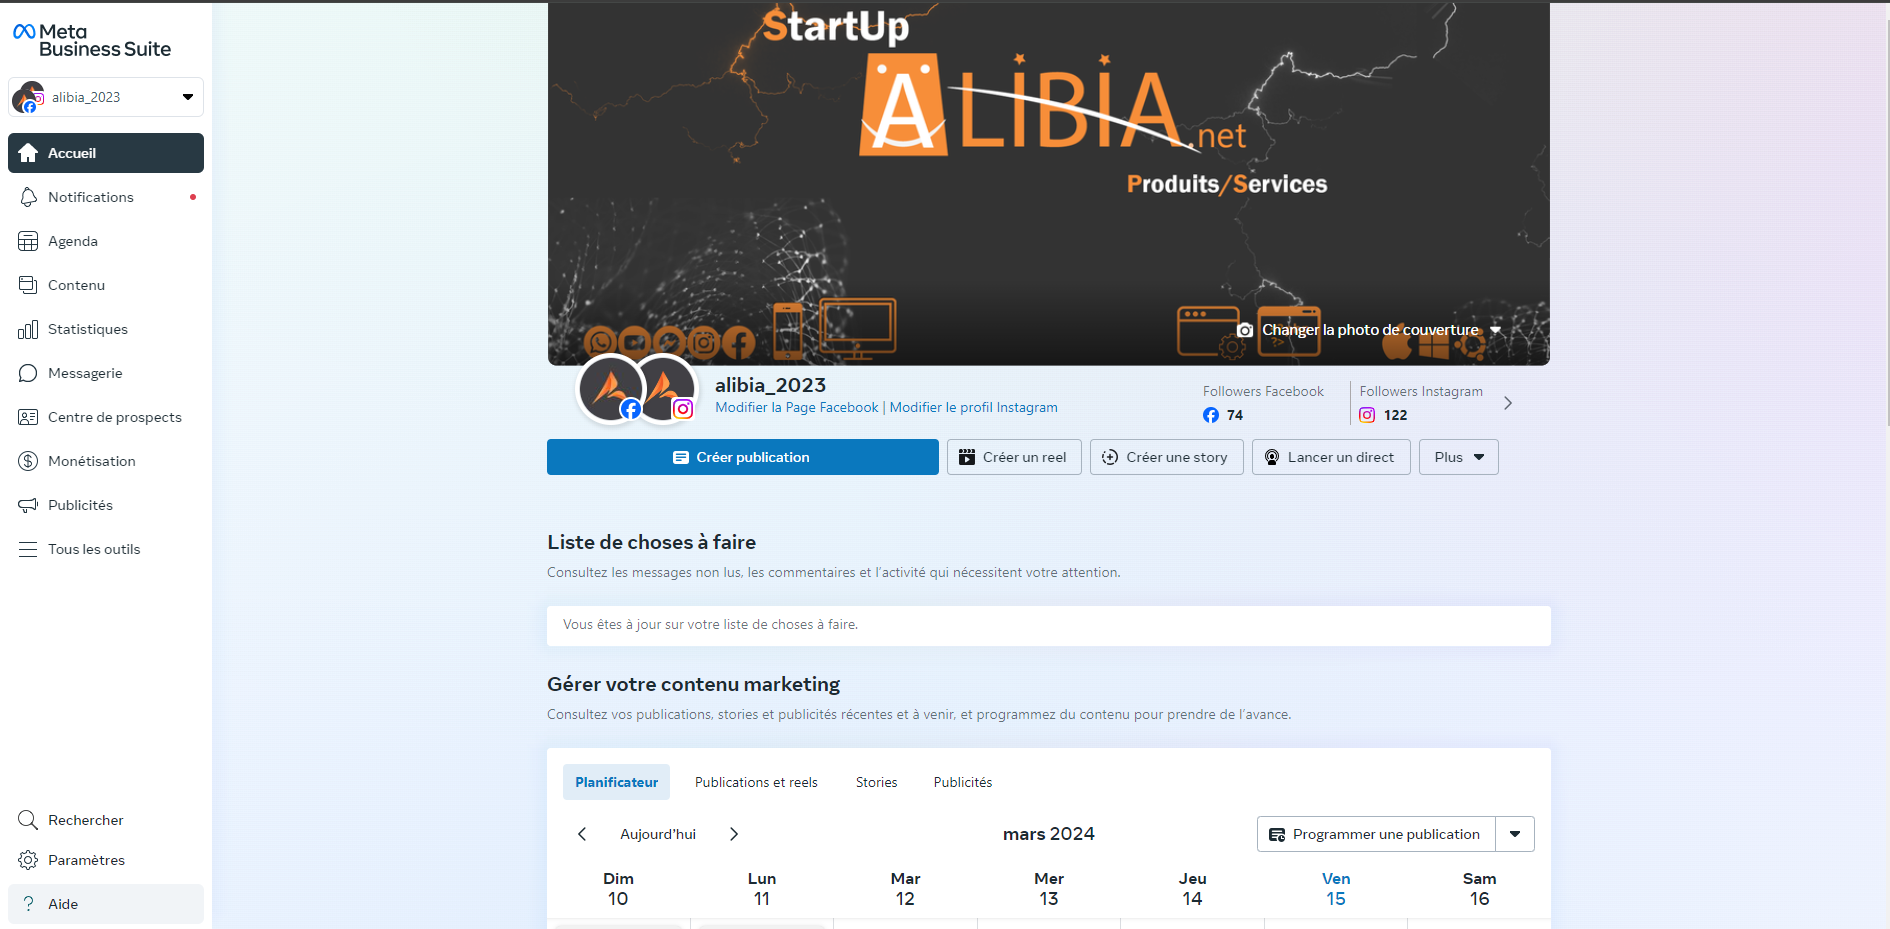 Meta
Business Suite
alibia_2023
Accueil
Notifications
Agenda
Contenu
Statistiques
Messagerie
Centre de prospects
Monétisation
Publicités
Tous les outils
Rechercher
Paramètres
? Aide
StartUp
ALIBIA.net
Produits/Services
Changer la photo de couverture
alibia_2023
Modifier la Page Facebook | Modifier le profil Instagram
Followers Facebook
74
Followers Instagram
122
Créer publication
Créer un reel
Créer une story
Lancer un direct
Plus
Liste de choses à faire
Consultez les messages non lus, les commentaires et l’activité qui nécessitent votre attention.
Vous êtes à jour sur votre liste de choses à faire.
Gérer votre contenu marketing
Consultez vos publications, stories et publicités récentes et à venir, et programmez du contenu pour prendre de l’avance.
Planificateur
Publications et reels
Stories
Publicités
Aujourd’hui
mars 2024
Programmer une publication
Dim Lun Mar Mer Jeu Ven Sam
10 11 12 13 14 15 16